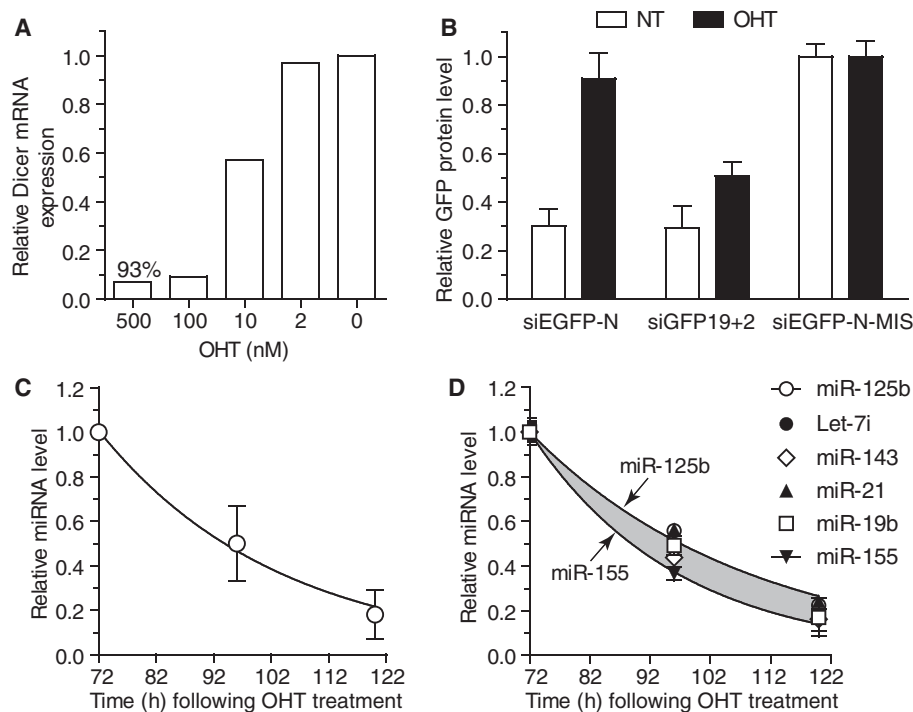 A
Relative Dicer mRNA
expression
1.0
0.8
0.6
0.4
0.2
0.0
93%
500 100 10 2 0
OHT (nM)
B
NT OHT
Relative GFP protein level
1.0
0.8
0.6
0.4
0.2
0.0
siEGFP-N siGFP19+2 siEGFP-N-MIS
C
Relative miRNA level
1.2
1.0
0.8
0.6
0.4
0.2
0.0
72 82 92 102 112 122
Time (h) following OHT treatment
D
Relative miRNA level
1.2
1.0
0.8
0.6
0.4
0.2
0.0
miR-125b
miR-155
72 82 92 102 112 122
Time (h) following OHT treatment
miR-125b
Let-7i
miR-143
miR-21
miR-19b
miR-155